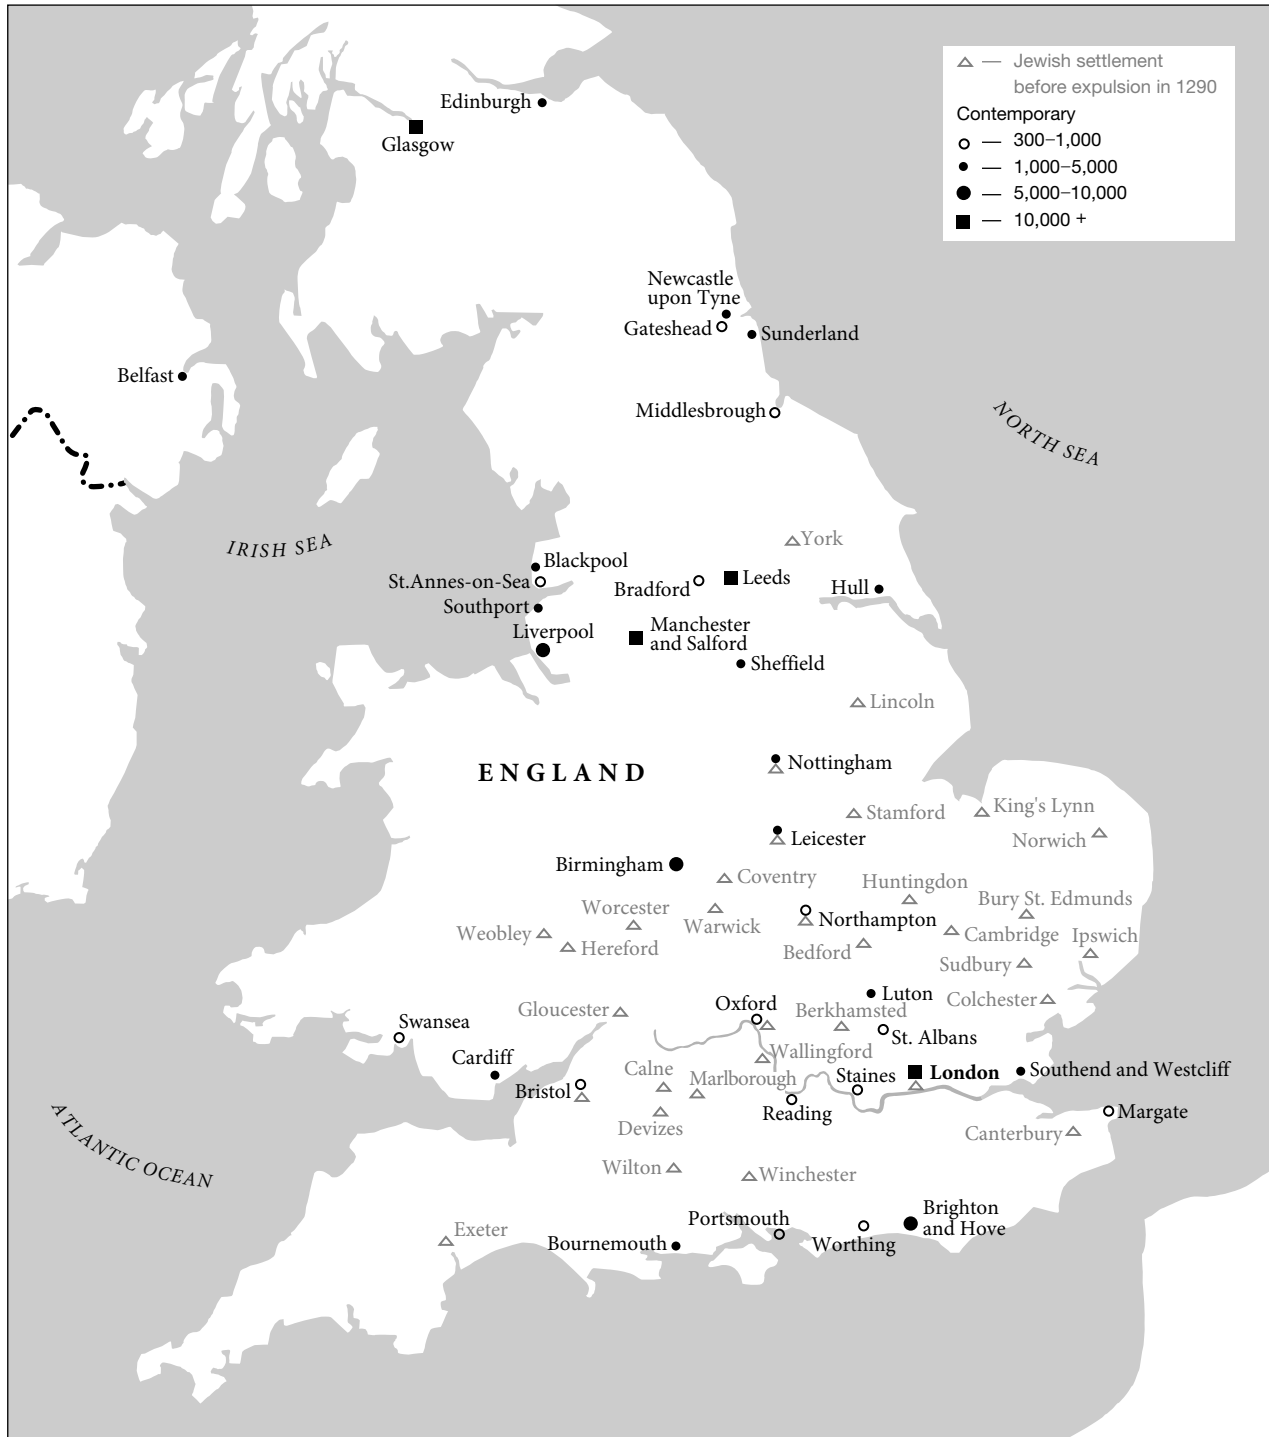 Jewish settlement
before expulsion in 1290
Contemporary
300–1,000
1,000–5,000
5,000–10,000
10,000 +
Edinburgh
Glasgow
Newcastle
upon Tyne
Gateshead
Sunderland
Belfast
Middlesbrough
NORTH SEA
IRISH SEA
York
Blackpool
St.Annes-on-Sea
Bradford
Leeds
Hull
Southport
Liverpool
Manchester
and Salford
Sheffield
Lincoln
ENGLAND
Nottingham
Stamford
King's Lynn
Norwich
Leicester
Birmingham
Coventry
Huntingdon
Bury St. Edmunds
Worcester
Warwick
Northampton
Weobley
Hereford
Bedford
Cambridge
Ipswich
Sudbury
Luton
Colchester
Gloucester
Oxford
Berkhamsted
Swansea
St. Albans
Cardiff
Wallingford
Calne
Marlborough
Staines
London
Southend and Westcliff
Bristol
Reading
Margate
Devizes
Canterbury
ATLANTIC OCEAN
Wilton
Winchester
Exeter
Portsmouth
Brighton
and Hove
Bournemouth
Worthing